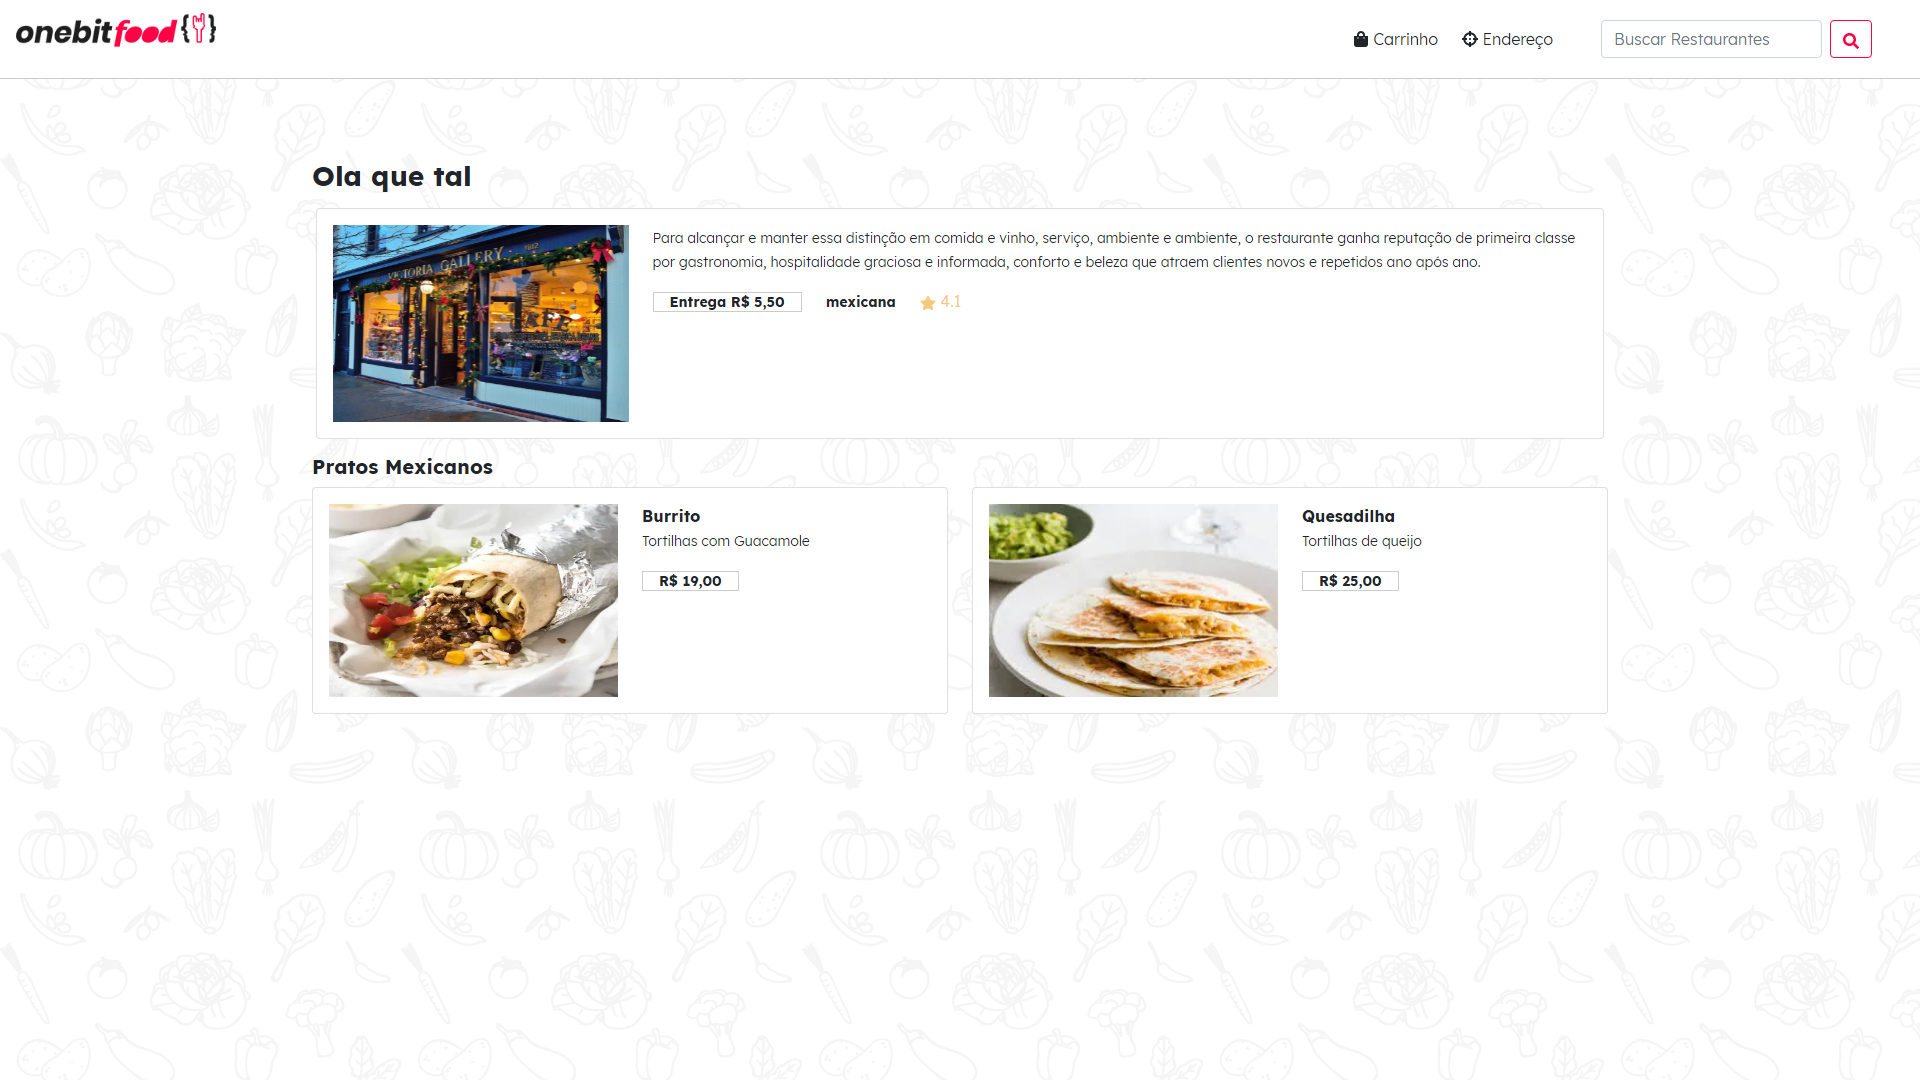 onebitfood
Carrinho
Endereço
Buscar Restaurantes
Ola que tal
VICTORIA GALLERY
Para alcançar e manter essa distinção em comida e vinho, serviço, ambiente e ambiente, o restaurante ganha reputação de primeira classe
por gastronomia, hospitalidade graciosa e informada, conforto e beleza que atraem clientes novos e repetidos ano após ano.
Entrega R$ 5,50
mexicana
4.1
Pratos Mexicanos
Burrito
Tortilhas com Guacamole
R$ 19,00
Quesadilha
Tortilhas de queijo
R$ 25,00